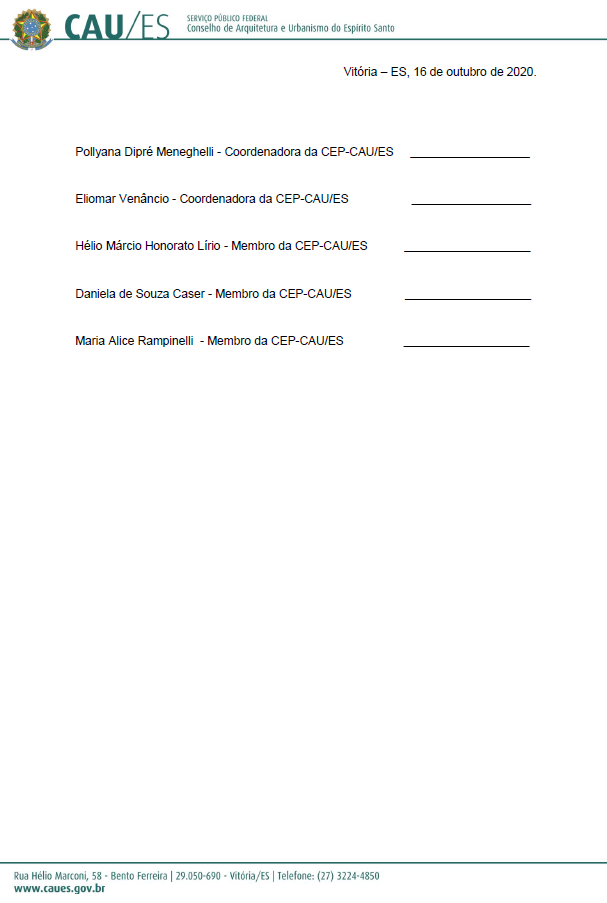 CAU/ES
SERVIÇO PÚBLICO FEDERAL
Conselho de Arquitetura e Urbanismo do Espírito Santo
Vitória – ES, 16 de outubro de 2020.
Pollyana Dipré Meneghelli - Coordenadora da CEP-CAU/ES
Eliomar Venâncio - Coordenadora da CEP-CAU/ES
Hélio Márcio Honorato Lírio - Membro da CEP-CAU/ES
Daniela de Souza Caser - Membro da CEP-CAU/ES
Maria Alice Rampinelli - Membro da CEP-CAU/ES
Rua Hélio Marconi, 58 - Bento Ferreira | 29.050-690 - Vitória/ES | Telefone: (27) 3224-4850
www.caues.gov.br